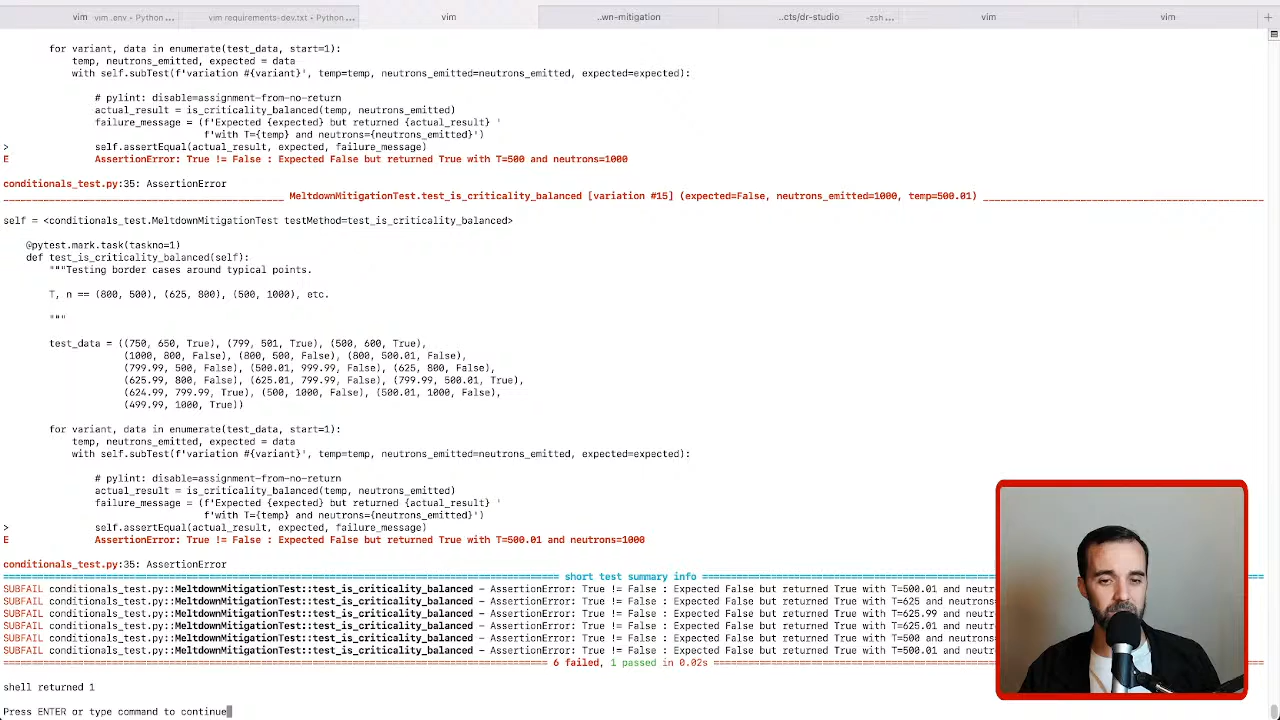 vim vim .env • Python ...
vim requirements-dev.txt • Python ...
vim
..wn-mitigation
..cts/dr-studio -zsh ...
vim
vim
+
for variant, data in enumerate(test_data, start=1):
temp, neutrons_emitted, expected = data
with self.subTest(f'variation #{variant}', temp=temp, neutrons_emitted=neutrons_emitted, expected=expected):
# pylint: disable=assignment-from-no-return
actual_result = is_criticality_balanced(temp, neutrons_emitted)
failure_message = (f'Expected {expected} but returned {actual_result} '
f'with T={temp} and neutrons={neutrons_emitted}')
> self.assertEqual(actual_result, expected, failure_message)
E AssertionError: True != False : Expected False but returned True with T=500 and neutrons=1000
conditionals_test.py:35: AssertionError
MeltdownMitigationTest.test_is_criticality_balanced [variation #15] (expected=False, neutrons_emitted=1000, temp=500.01)
self = <conditionals_test.MeltdownMitigationTest testMethod=test_is_criticality_balanced>
@pytest.mark.task(taskno=1)
def test_is_criticality_balanced(self):
"""Testing border cases around typical points.
T, n == (800, 500), (625, 800), (500, 1000), etc.
"""
test_data = ((750, 650, True), (799, 501, True), (500, 600, True),
(1000, 800, False), (800, 500, False), (800, 500.01, False),
(799.99, 500, False), (500.01, 999.99, False), (625, 800, False),
(625.99, 800, False), (625.01, 799.99, False), (799.99, 500.01, True),
(624.99, 799.99, True), (500, 1000, False), (500.01, 1000, False),
(499.99, 1000, True))
for variant, data in enumerate(test_data, start=1):
temp, neutrons_emitted, expected = data
with self.subTest(f'variation #{variant}', temp=temp, neutrons_emitted=neutrons_emitted, expected=expected):
# pylint: disable=assignment-from-no-return
actual_result = is_criticality_balanced(temp, neutrons_emitted)
failure_message = (f'Expected {expected} but returned {actual_result} '
f'with T={temp} and neutrons={neutrons_emitted}')
> self.assertEqual(actual_result, expected, failure_message)
E AssertionError: True != False : Expected False but returned True with T=500.01 and neutrons=1000
conditionals_test.py:35: AssertionError
short test summary info
SUBFAIL conditionals_test.py::MeltdownMitigationTest::test_is_criticality_balanced - AssertionError: True != False : Expected False but returned True with T=500.01 and neutr
SUBFAIL conditionals_test.py::MeltdownMitigationTest::test_is_criticality_balanced - AssertionError: True != False : Expected False but returned True with T=625 and neutrons=
SUBFAIL conditionals_test.py::MeltdownMitigationTest::test_is_criticality_balanced - AssertionError: True != False : Expected False but returned True with T=625.99 and neutr
SUBFAIL conditionals_test.py::MeltdownMitigationTest::test_is_criticality_balanced - AssertionError: True != False : Expected False but returned True with T=625.01 and neutr
SUBFAIL conditionals_test.py::MeltdownMitigationTest::test_is_criticality_balanced - AssertionError: True != False : Expected False but returned True with T=500 and neutrons=
SUBFAIL conditionals_test.py::MeltdownMitigationTest::test_is_criticality_balanced - AssertionError: True != False : Expected False but returned True with T=500.01 and neutr
6 failed, 1 passed in 0.02s
shell returned 1
Press ENTER or type command to continue